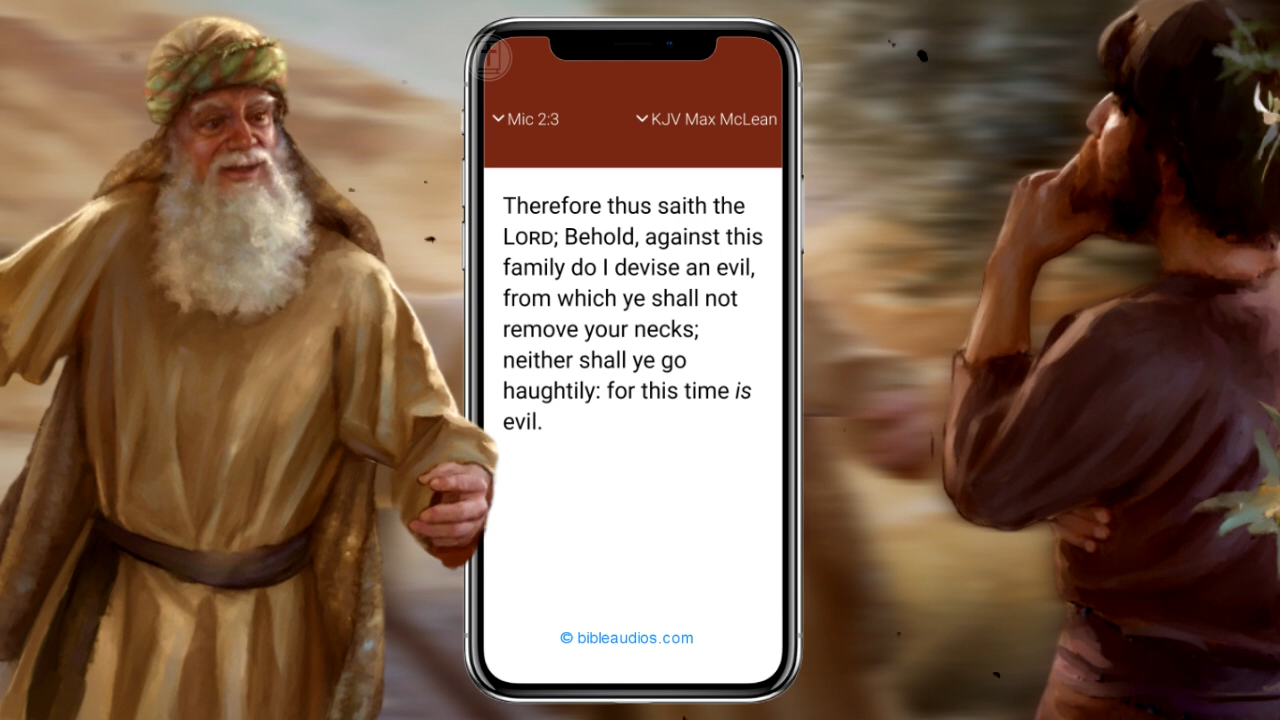 Mic 2:3
KJV Max McLean
Therefore thus saith the
LORD; Behold, against this
family do I devise an evil,
from which ye shall not
remove your necks;
neither shall ye go
haughtily: for this time is
evil.
© bibleaudios.com